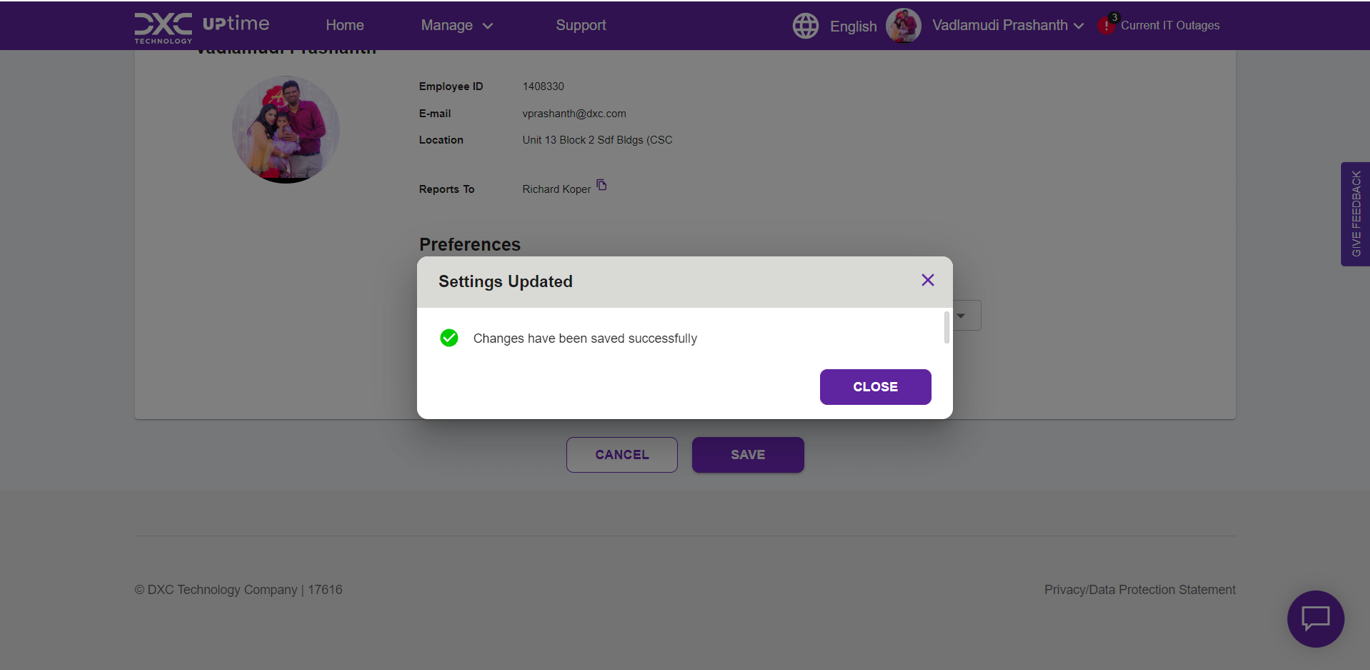 DXC TECHNOLOGY UPtime Home Manage Support English Vadlamudi Prashanth 3 Current IT Outages
Vadlamudi Prashanth
Employee ID 1408330
E-mail vprashanth@dxc.com
Location Unit 13 Block 2 Sdf Bldgs (CSC
Reports To Richard Koper
GIVE FEEDBACK
Preferences
Settings Updated
Changes have been saved successfully
CLOSE
CANCEL SAVE
© DXC Technology Company | 17616 Privacy/Data Protection Statement